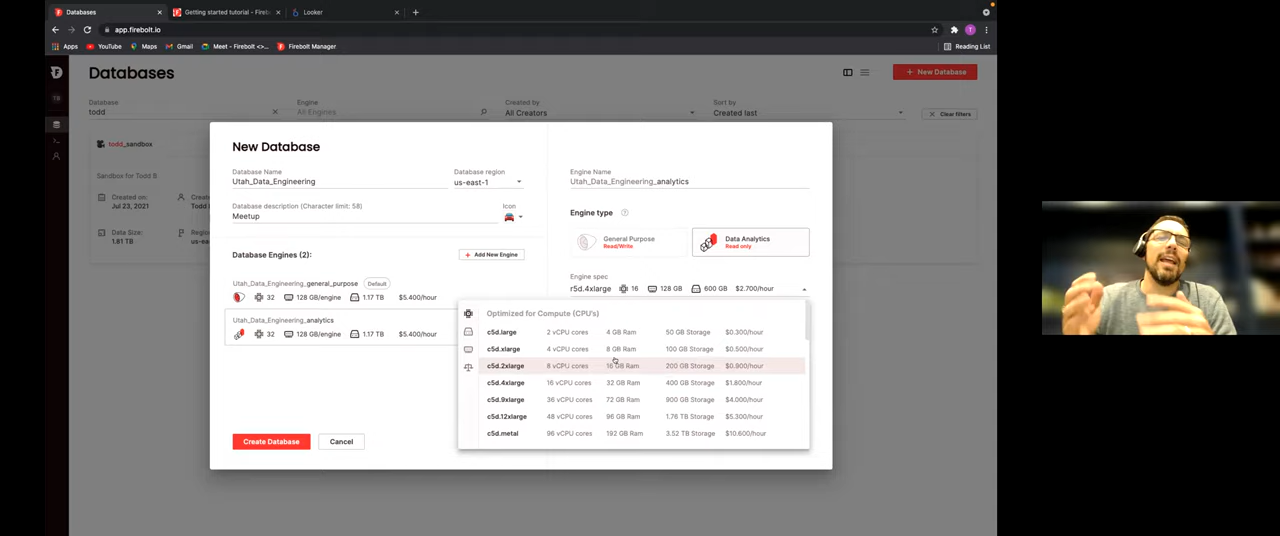 Databases
Getting started tutorial - Firebolt
Looker
app.firebolt.io
T
Apps
YouTube
Maps
Gmail
Meet - Firebolt <>...
Firebolt Manager
Reading List
Databases
+ New Database
TB
Database
todd
Engine
All Engines
Created by
All Creators
Sort by
Created last
Clear filters
todd_sandbox
Sandbox for Todd B
Created on:
Jul 23, 2021
Data Size:
1.81 TB
New Database
Database Name
Utah_Data_Engineering
Database region
us-east-1
Database description (Character limit: 58)
Meetup
Icon
Database Engines (2):
+ Add New Engine
Utah_Data_Engineering_general_purpose Default
32 128 GB/engine 1.17 TB $5.400/hour
Utah_Data_Engineering_analytics
32 128 GB/engine 1.17 TB $5.400/hour
Create Database
Cancel
Engine Name
Utah_Data_Engineering_analytics
Engine type
General Purpose
Read/Write
Data Analytics
Read only
Engine spec
r5d.4xlarge 16 128 GB 600 GB $2.700/hour
Optimized for Compute (CPU's)
c5d.large 2 vCPU cores 4 GB Ram 50 GB Storage $0.300/hour
c5d.xlarge 4 vCPU cores 8 GB Ram 100 GB Storage $0.500/hour
c5d.2xlarge 8 vCPU cores 16 GB Ram 200 GB Storage $0.900/hour
c5d.4xlarge 16 vCPU cores 32 GB Ram 400 GB Storage $1.800/hour
c5d.9xlarge 36 vCPU cores 72 GB Ram 900 GB Storage $4.000/hour
c5d.12xlarge 48 vCPU cores 96 GB Ram 1.76 TB Storage $5.300/hour
c5d.metal 96 vCPU cores 192 GB Ram 3.52 TB Storage $10.600/hour